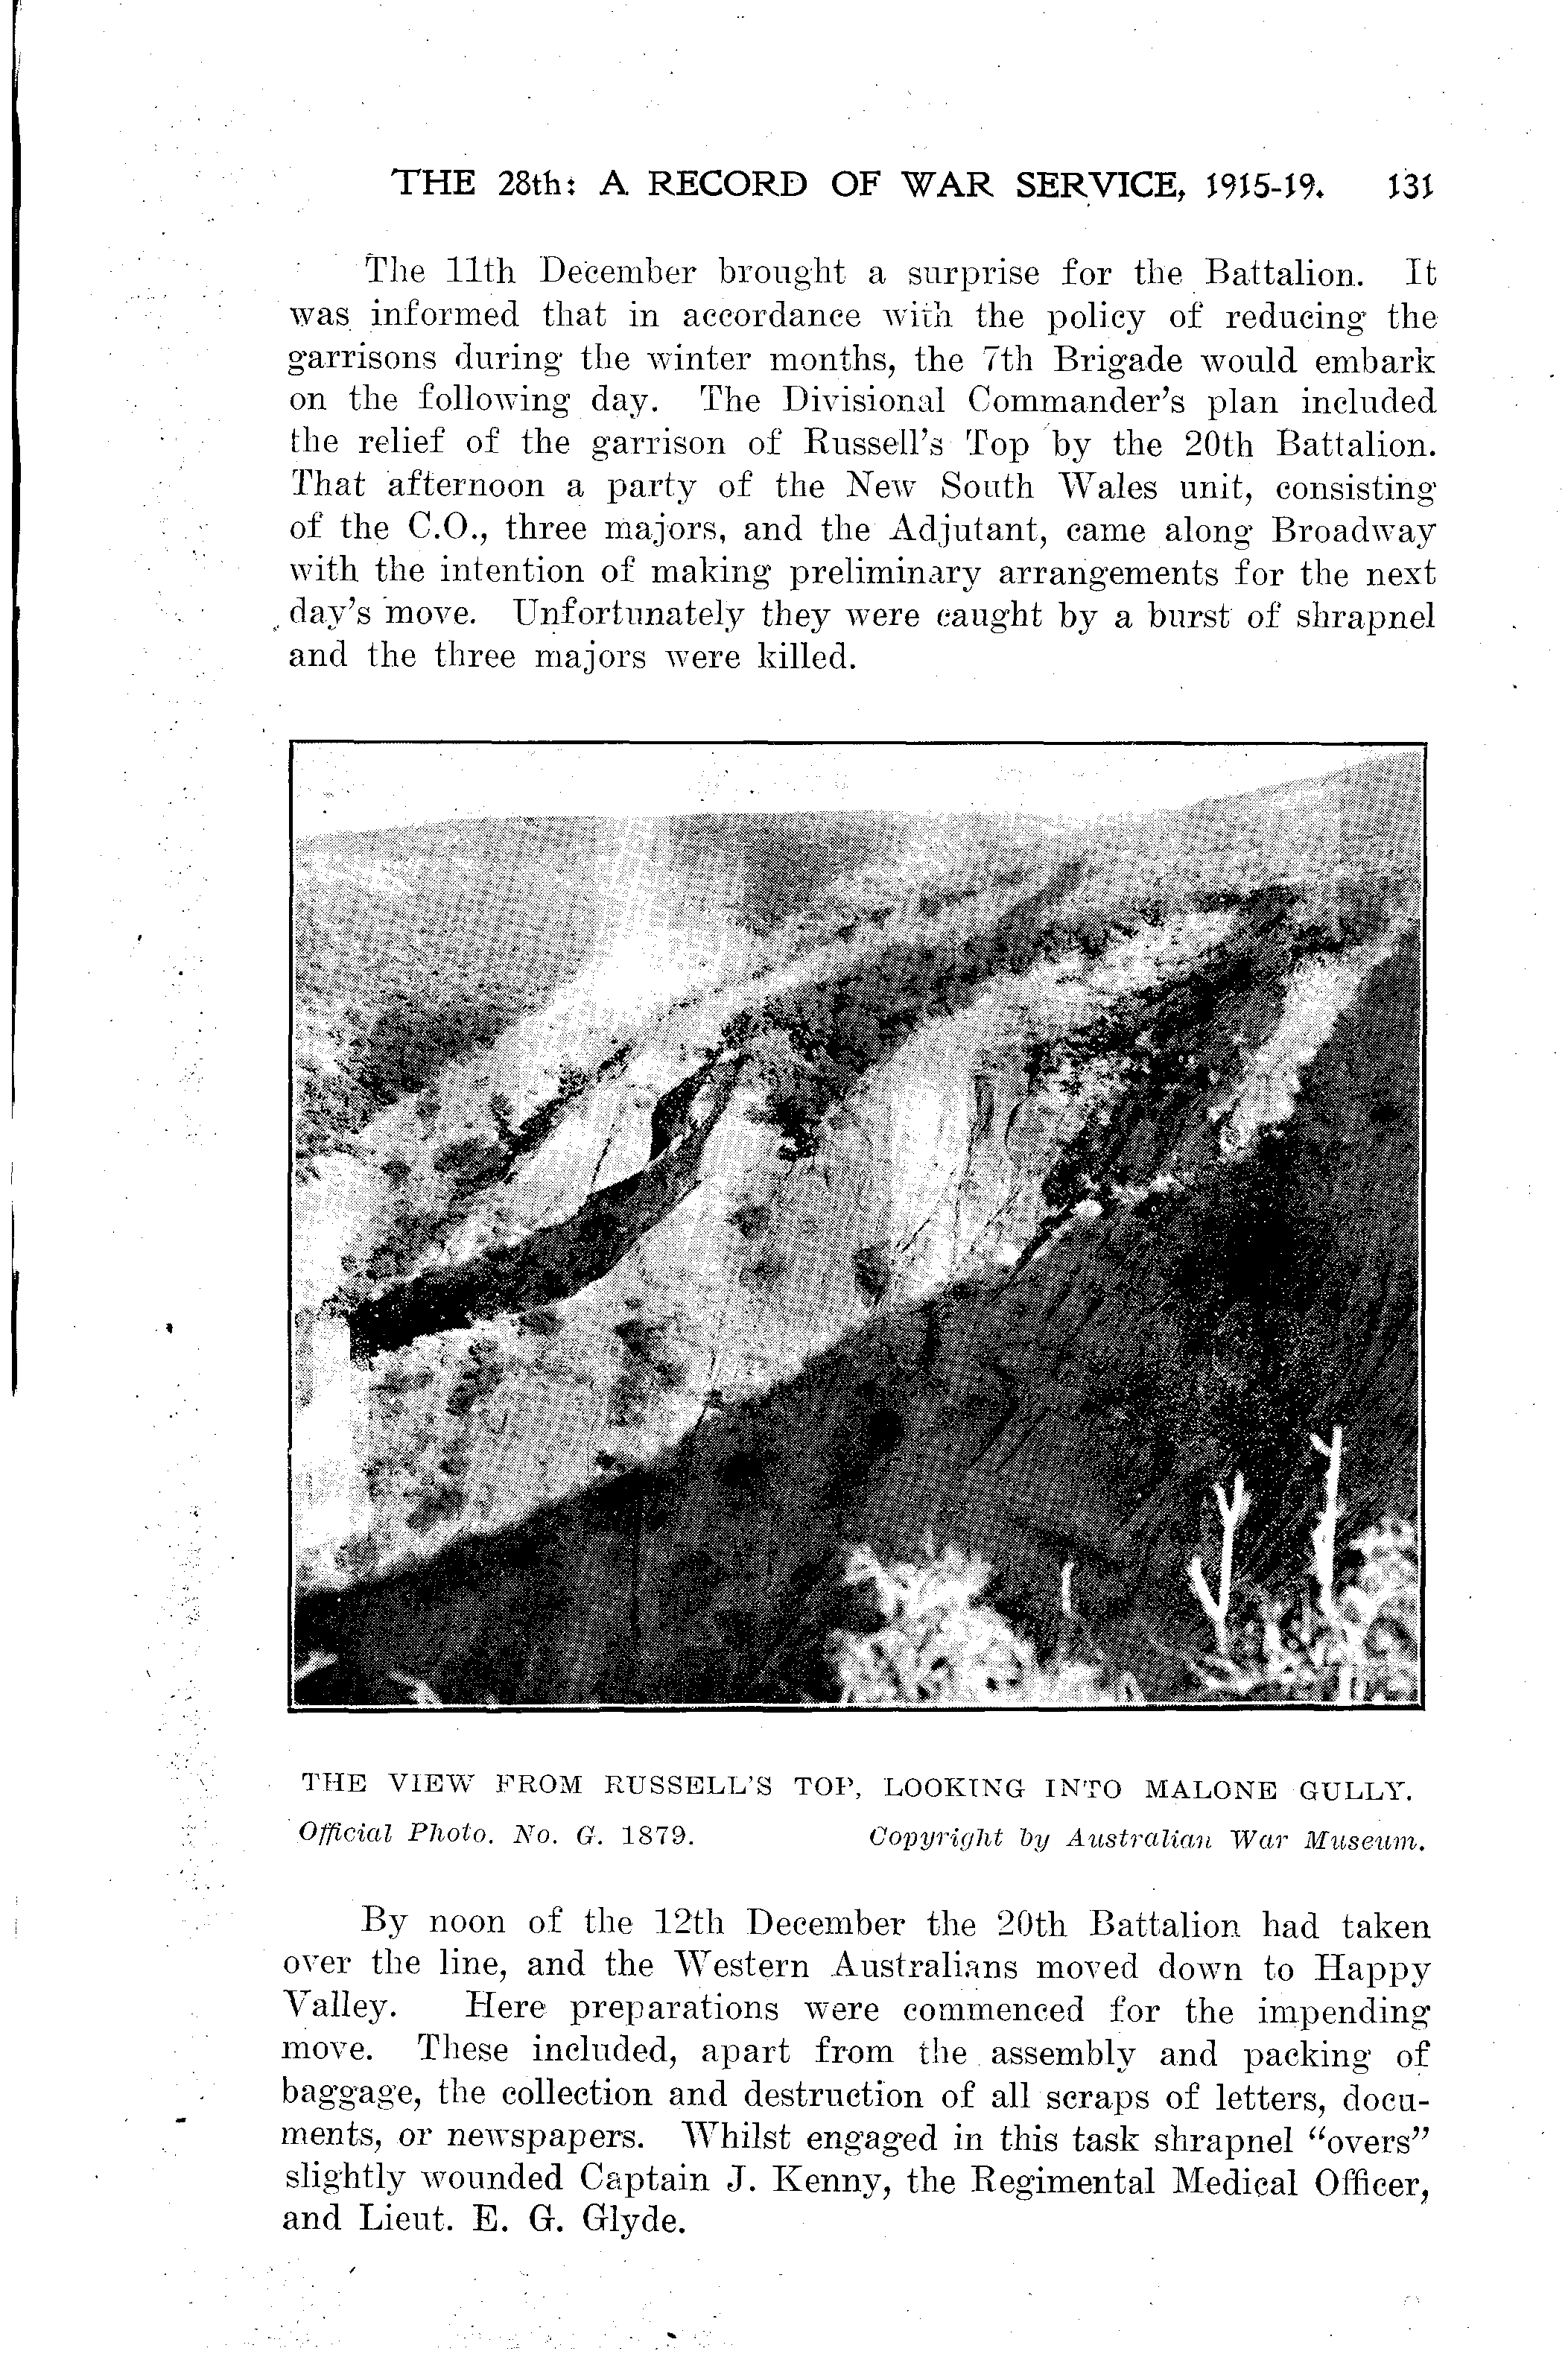 THE 28th: A RECORD OF WAR SERVICE, 1915-19. 131
The 11th December brought a surprise for the Battalion. It
was informed that in accordance with the policy of reducing the
garrisons during the winter months, the 7th Brigade would embark
on the following day. The Divisional Commander's plan included
the relief of the garrison of Russell's Top by the 20th Battalion.
That afternoon a party of the New South Wales unit, consisting
of the C.O., three majors, and the Adjutant, came along Broadway
with the intention of making preliminary arrangements for the next
day's move. Unfortunately they were caught by a burst of shrapnel
and the three majors were killed.
THE VIEW FROM RUSSELL'S TOP, LOOKING INTO MALONE GULLY.
Official Photo. No. G. 1879. Copyright by Australian War Museum.
By noon of the 12th December the 20th Battalion had taken
over the line, and the Western Australians moved down to Happy
Valley. Here preparations were commenced for the impending
move. These included, apart from the assembly and packing of
baggage, the collection and destruction of all scraps of letters, docu-
ments, or newspapers. Whilst engaged in this task shrapnel “overs”
slightly wounded Captain J. Kenny, the Regimental Medical Officer,
and Lieut. E. G. Glyde.